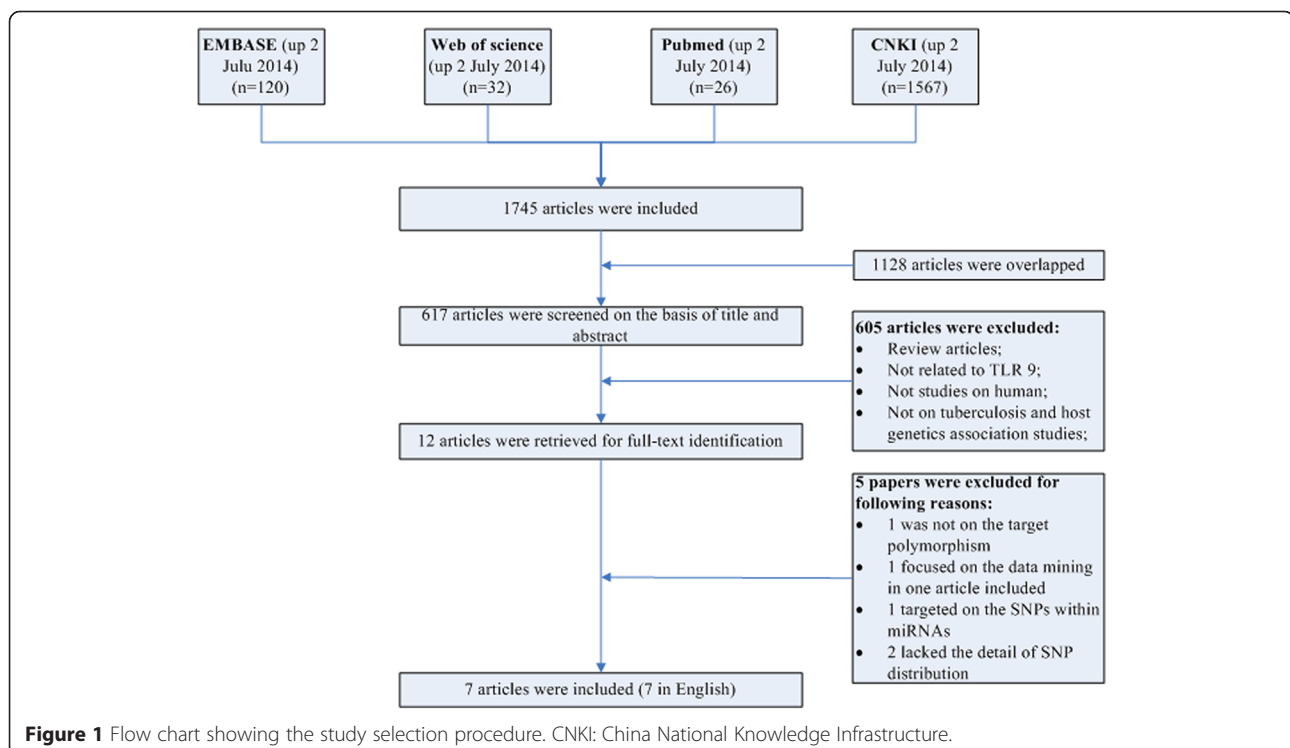 EMBASE (up 2
Julu 2014)
(n=120)
Web of science
(up 2 July 2014)
(n=32)
Pubmed (up 2
July 2014)
(n=26)
CNKI (up 2
July 2014)
(n=1567)
1745 articles were included
1128 articles were overlapped
617 articles were screened on the basis of title and
abstract
605 articles were excluded:
• Review articles;
• Not related to TLR 9;
• Not studies on human;
• Not on tuberculosis and host
genetics association studies;
12 articles were retrieved for full-text identification
5 papers were excluded for
following reasons:
• 1 was not on the target
polymorphism
• 1 focused on the data mining
in one article included
• 1 targeted on the SNPs within
miRNAs
• 2 lacked the detail of SNP
distribution
7 articles were included (7 in English)
Figure 1 Flow chart showing the study selection procedure. CNKI: China National Knowledge Infrastructure.